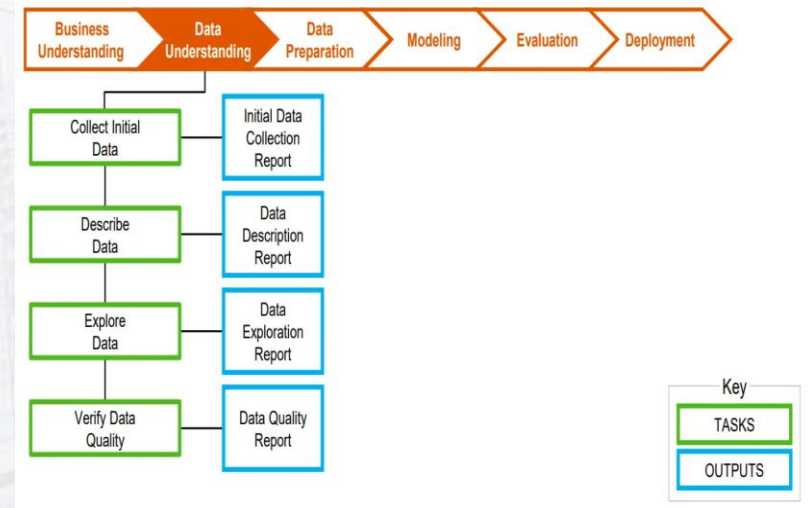 Business
Understanding
Data
Understanding
Data
Preparation
Modeling
Evaluation
Deployment
Collect Initial
Data
Initial Data
Collection
Report
Describe
Data
Data
Description
Report
Explore
Data
Data
Exploration
Report
Verify Data
Quality
Data Quality
Report
Key
TASKS
OUTPUTS